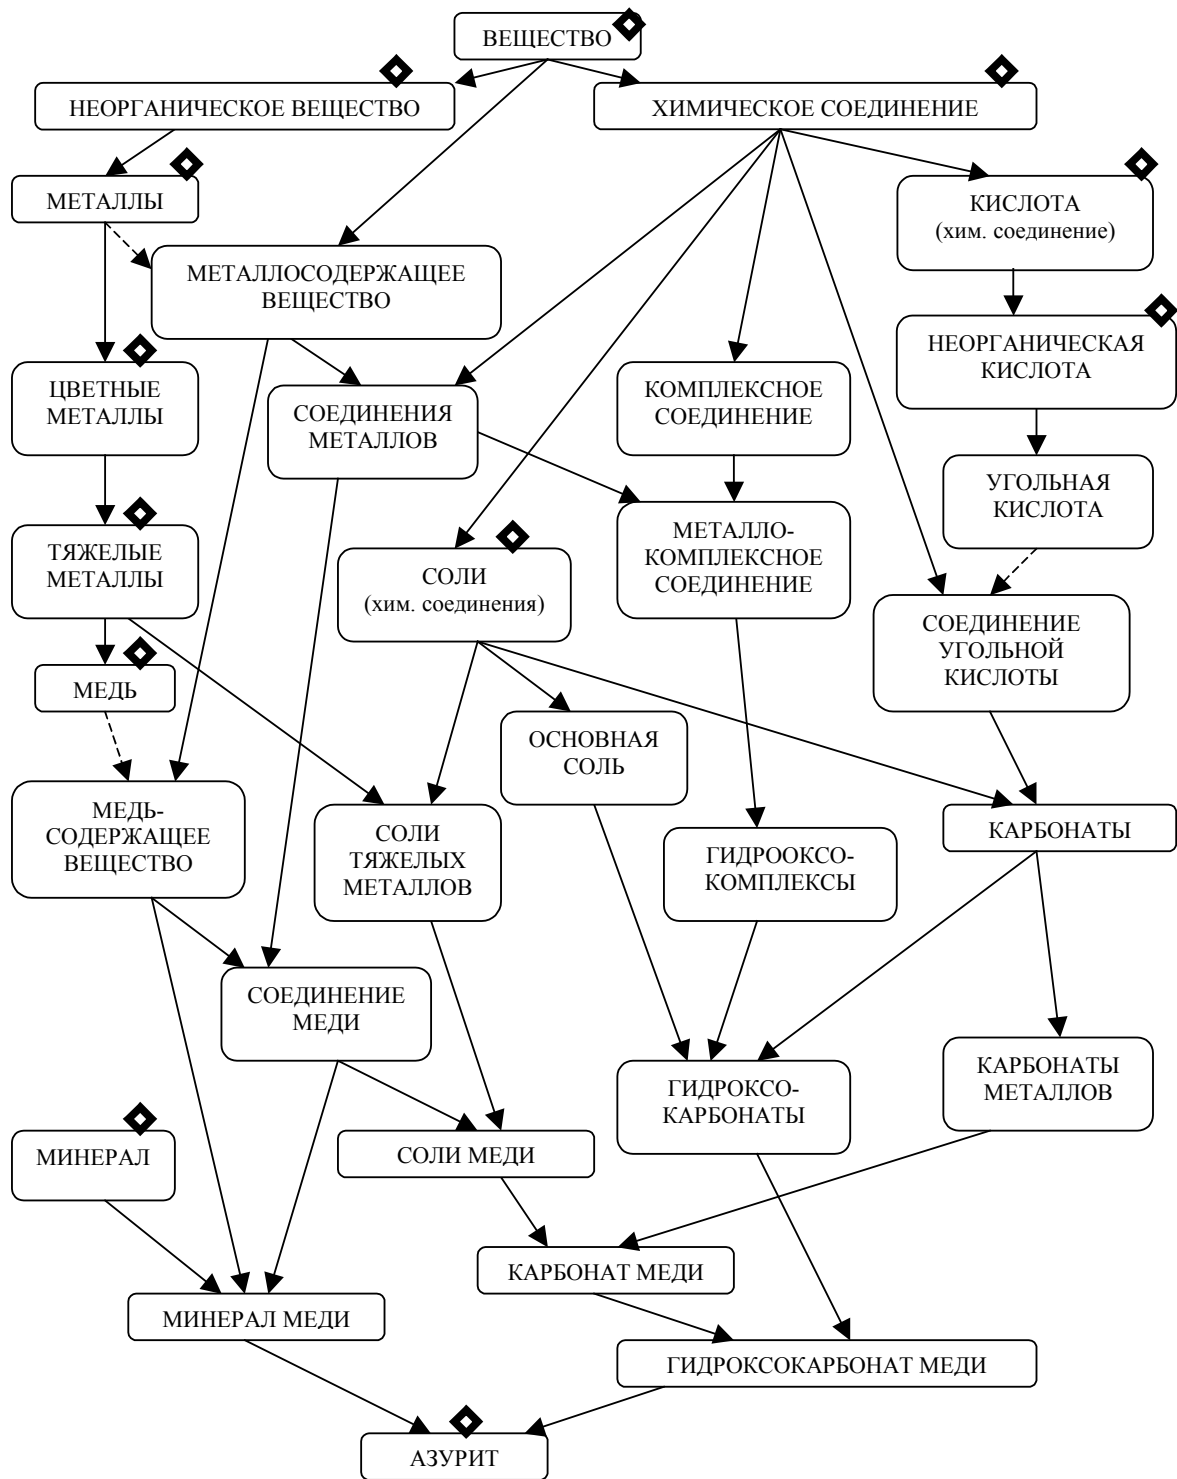 ВЕЩЕСТВО
НЕОРГАНИЧЕСКОЕ ВЕЩЕСТВО
ХИМИЧЕСКОЕ СОЕДИНЕНИЕ
МЕТАЛЛЫ
КИСЛОТА
(хим. соединение)
МЕТАЛЛОСОДЕРЖАЩЕЕ
ВЕЩЕСТВО
НЕОРГАНИЧЕСКАЯ
КИСЛОТА
ЦВЕТНЫЕ
МЕТАЛЛЫ
СОЕДИНЕНИЯ
МЕТАЛЛОВ
КОМПЛЕКСНОЕ
СОЕДИНЕНИЕ
УГОЛЬНАЯ
КИСЛОТА
ТЯЖЕЛЫЕ
МЕТАЛЛЫ
СОЛИ
(хим. соединения)
МЕТАЛЛО-
КОМПЛЕКСНОЕ
СОЕДИНЕНИЕ
СОЕДИНЕНИЕ
УГОЛЬНОЙ
КИСЛОТЫ
МЕДЬ
ОСНОВНАЯ
СОЛЬ
МЕДЬ-
СОДЕРЖАЩЕЕ
ВЕЩЕСТВО
СОЛИ
ТЯЖЕЛЫХ
МЕТАЛЛОВ
ГИДРООКСО-
КОМПЛЕКСЫ
КАРБОНАТЫ
СОЕДИНЕНИЕ
МЕДИ
ГИДРОКСО-
КАРБОНАТЫ
КАРБОНАТЫ
МЕТАЛЛОВ
МИНЕРАЛ
СОЛИ МЕДИ
КАРБОНАТ МЕДИ
МИНЕРАЛ МЕДИ
ГИДРОКСОКАРБОНАТ МЕДИ
АЗУРИТ